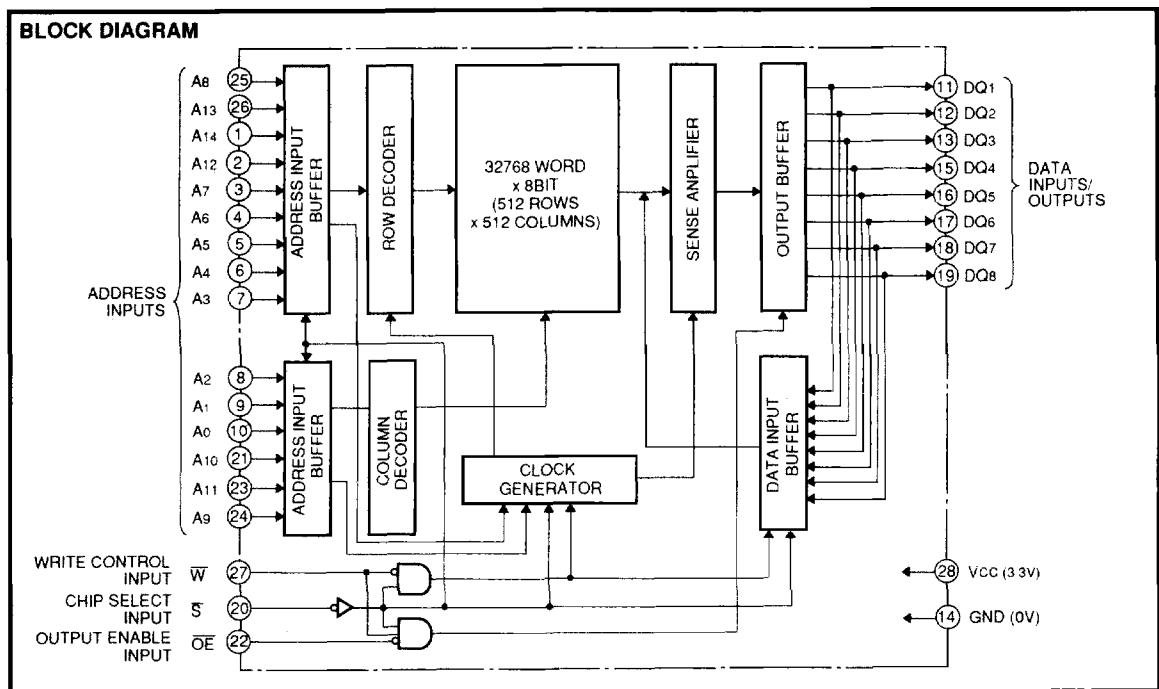 BLOCK DIAGRAM
A8 25
A13 26
A14 1
A12 2
A7 3
A6 4
A5 5
A4 6
A3 7
ADDRESS
INPUTS
A2 8
A1 9
A0 10
A10 21
A11 23
A9 24
WRITE CONTROL
INPUT
W̅ 27
CHIP SELECT
INPUT
S̅ 20
OUTPUT ENABLE
INPUT
O̅E̅ 22
ADDRESS INPUT
BUFFER
ROW DECODER
32768 WORD
x 8BIT
(512 ROWS
x 512 COLUMNS)
SENSE ANPLIFIER
OUTPUT BUFFER
ADDRESS INPUT
BUFFER
COLUMN
DECODER
CLOCK
GENERATOR
DATA INPUT
BUFFER
11 DQ1
12 DQ2
13 DQ3
15 DQ4
16 DQ5
17 DQ6
18 DQ7
19 DQ8
DATA
INPUTS/
OUTPUTS
28 VCC (3.3V)
14 GND (0V)